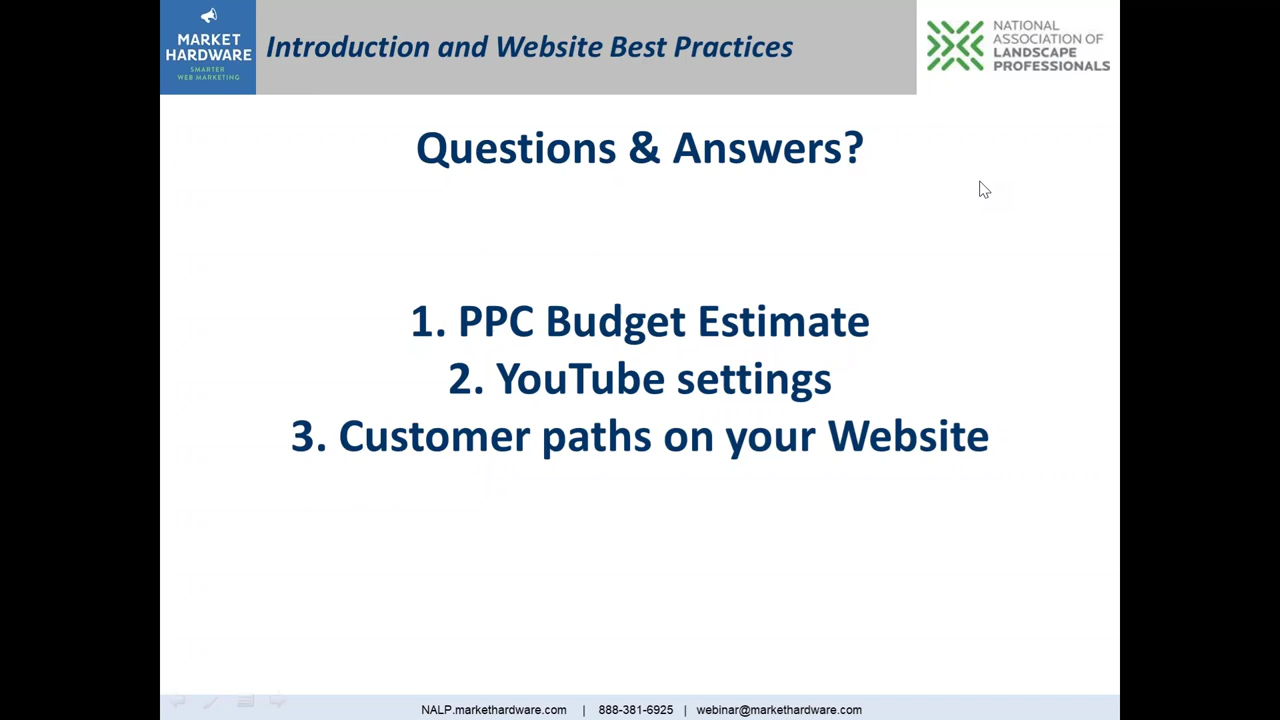 MARKET
HARDWARE
SMARTER
WEB MARKETING
Introduction and Website Best Practices
NATIONAL
ASSOCIATION OF
LANDSCAPE
PROFESSIONALS
Questions & Answers?
1. PPC Budget Estimate
2. YouTube settings
3. Customer paths on your Website
NALP.markethardware.com | 888-381-6925 | webinar@markethardware.com